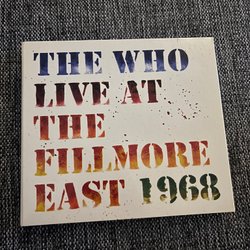 THE WHO
LIVE AT
THE
FILLMORE
EAST 1968